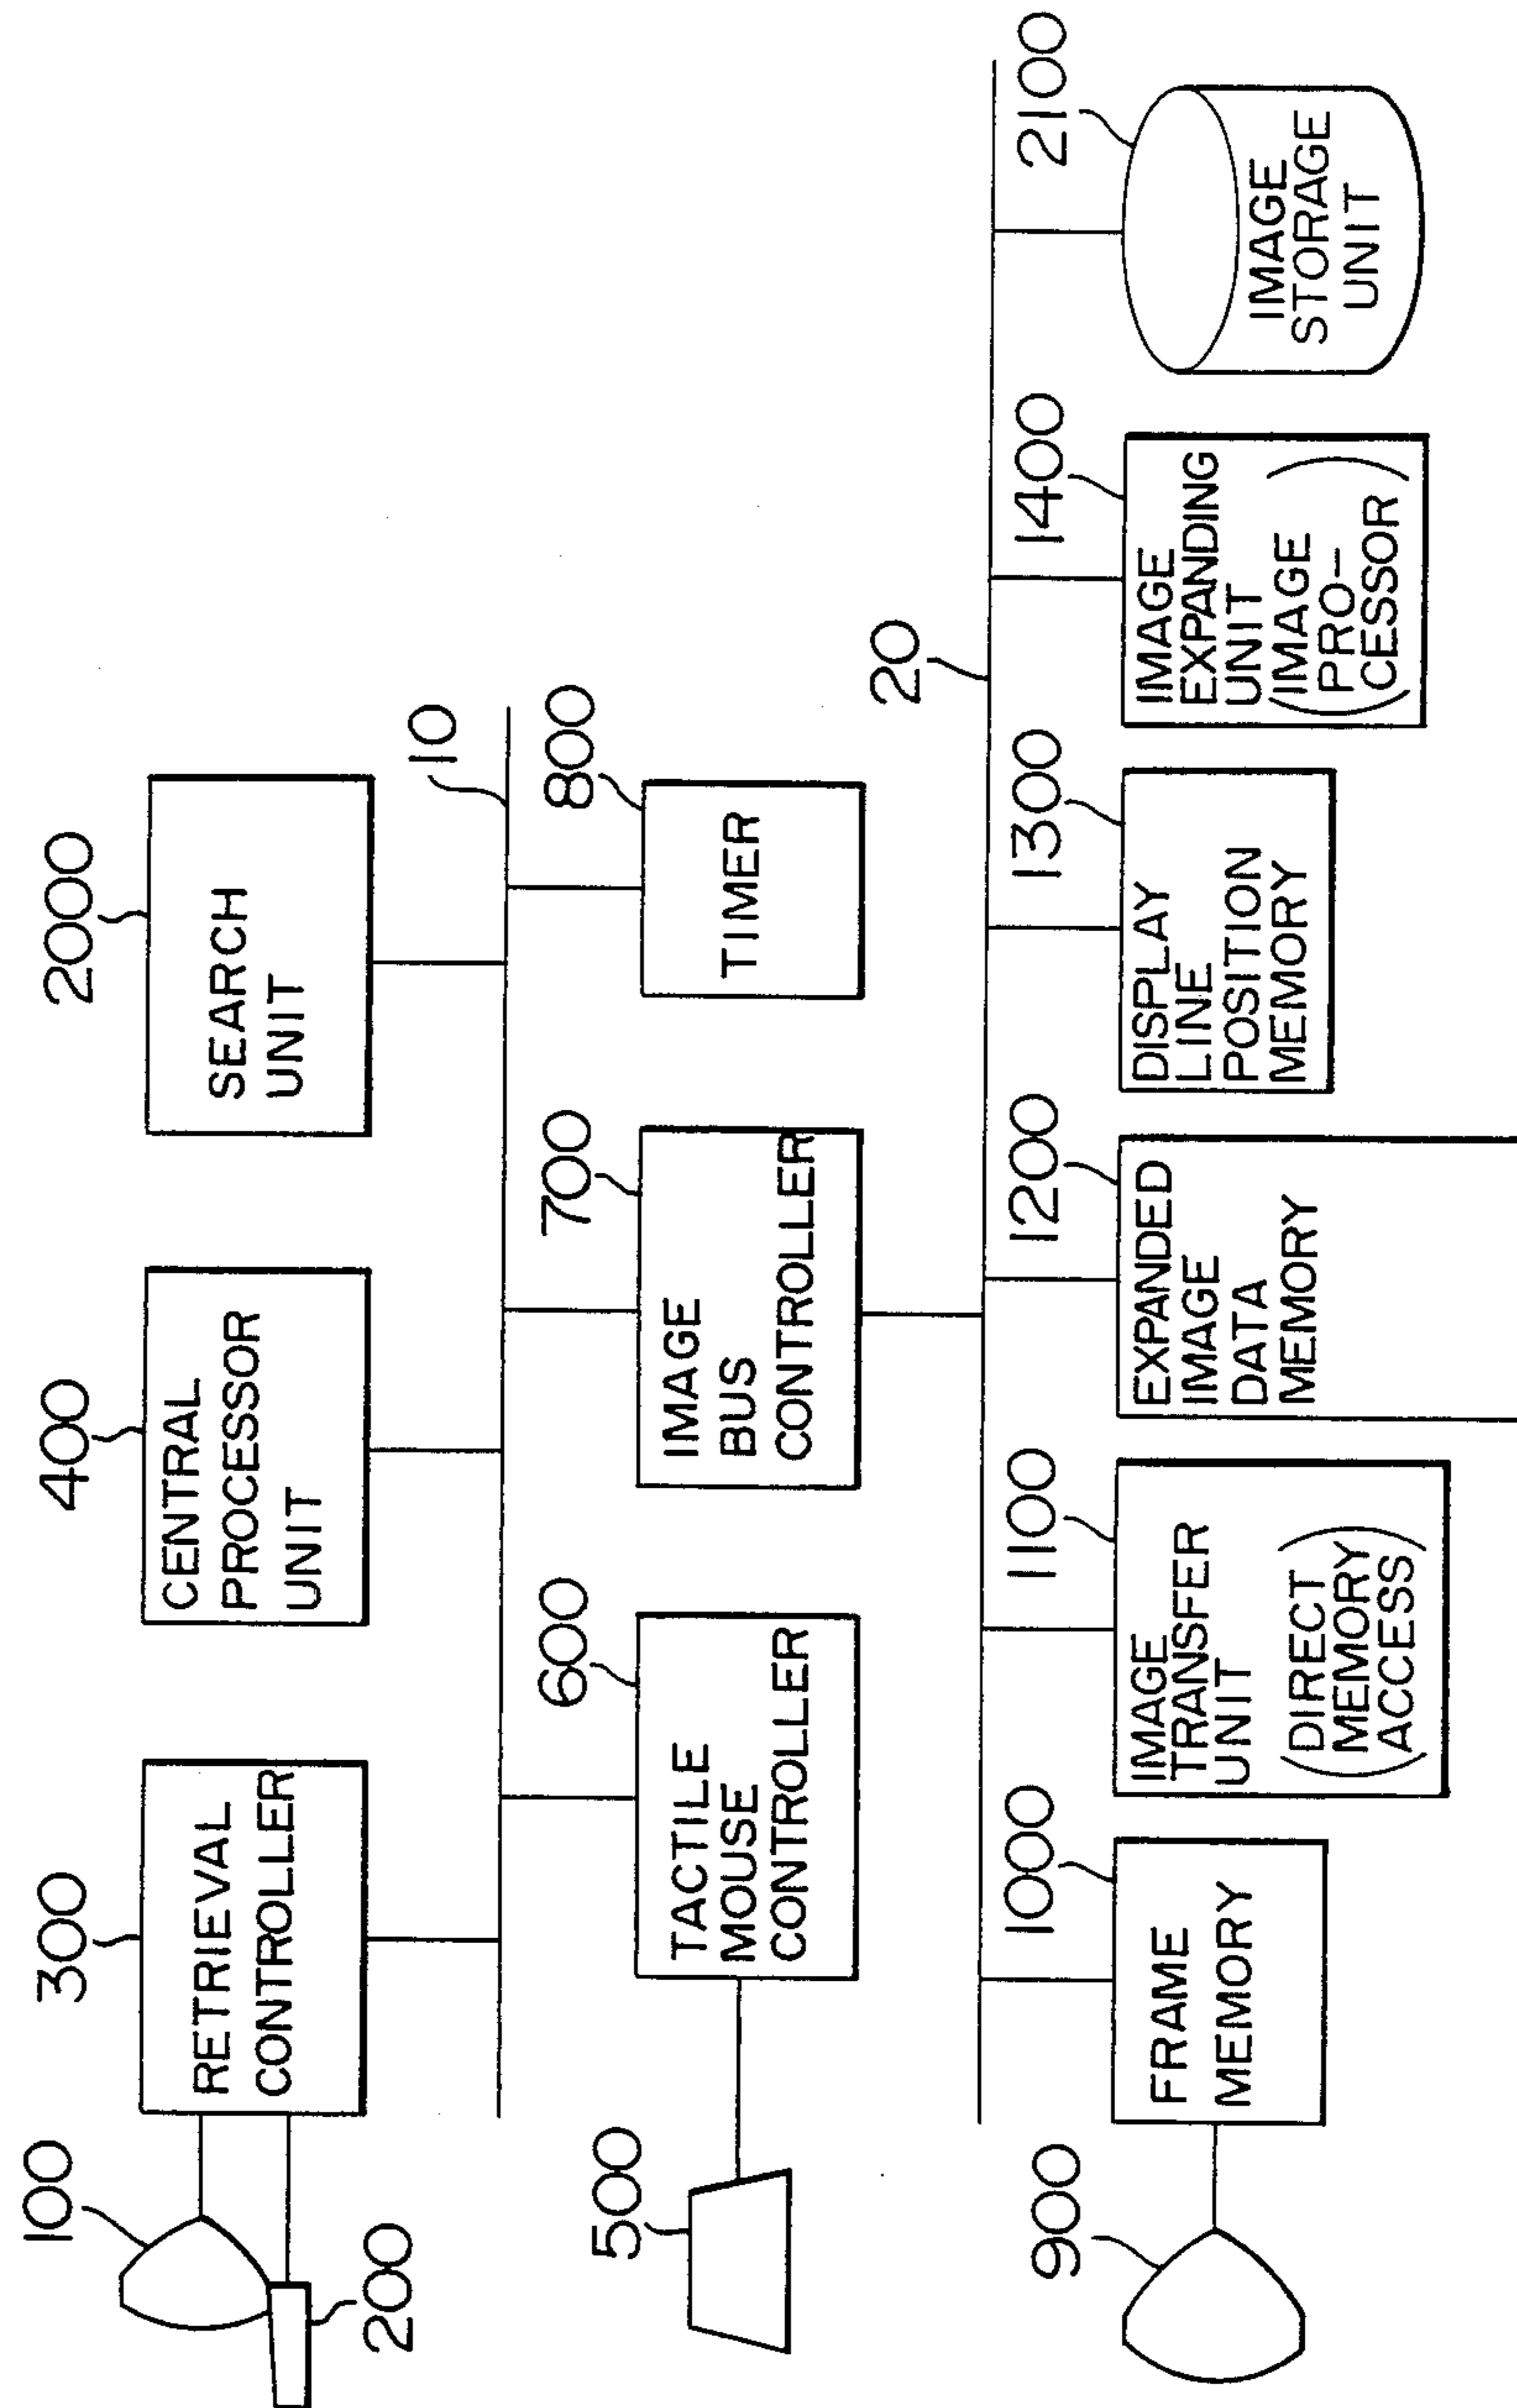 100
200
300
RETRIEVAL
CONTROLLER
400
CENTRAL
PROCESSOR
UNIT
2000
SEARCH
UNIT
10
500
600
TACTILE
MOUSE
CONTROLLER
700
IMAGE
BUS
CONTROLLER
800
TIMER
20
900
1000
FRAME
MEMORY
1100
IMAGE
TRANSFER
UNIT
(DIRECT
MEMORY
ACCESS)
1200
EXPANDED
IMAGE
DATA
MEMORY
1300
DISPLAY
LINE
POSITION
MEMORY
1400
IMAGE
EXPANDING
UNIT
(IMAGE
PRO-
CESSOR)
2100
IMAGE
STORAGE
UNIT